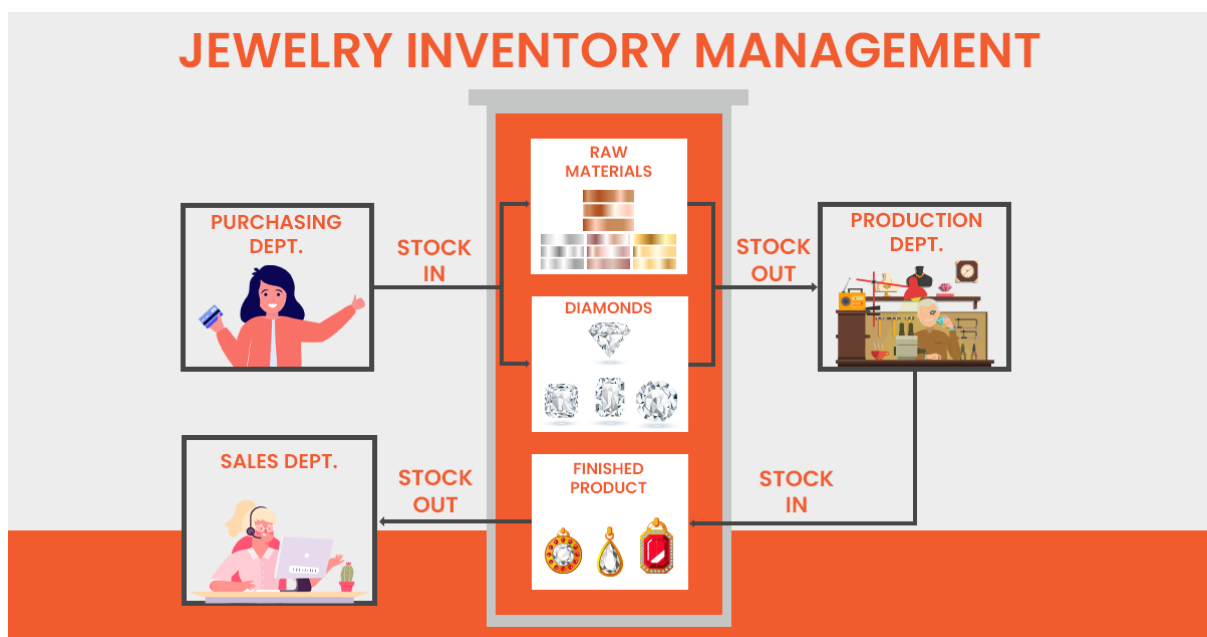 JEWELRY INVENTORY MANAGEMENT
RAW
MATERIALS
PURCHASING
DEPT.
STOCK
IN
STOCK
OUT
PRODUCTION
DEPT.
DIAMONDS
SALES DEPT.
STOCK
OUT
FINISHED
PRODUCT
STOCK
IN